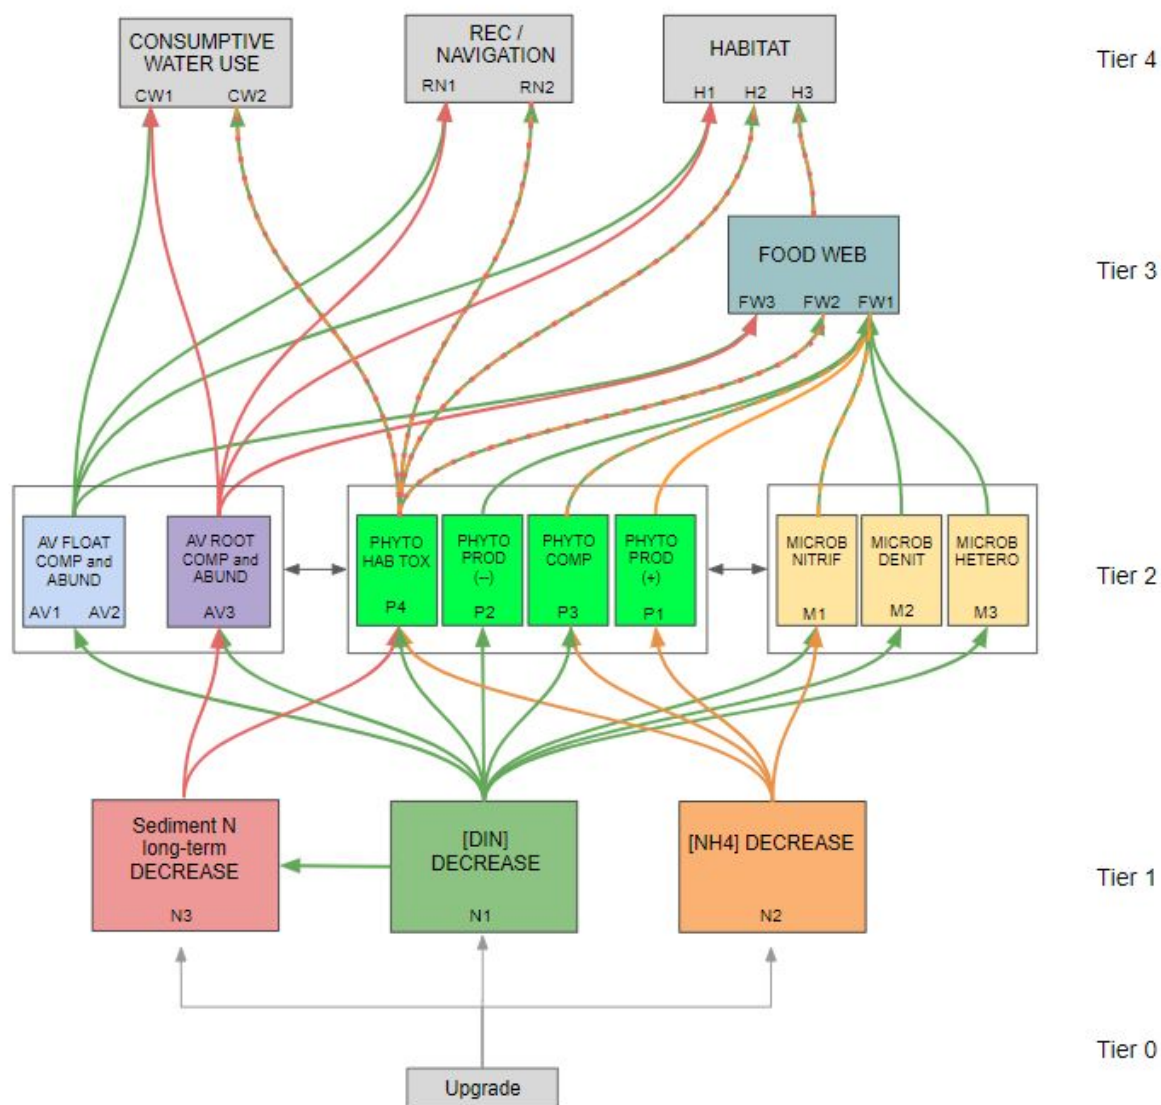 CONSUMPTIVE
WATER USE
CW1 CW2
REC /
NAVIGATION
RN1 RN2
HABITAT
H1 H2 H3
Tier 4
FOOD WEB
FW3 FW2 FW1
Tier 3
AV FLOAT
COMP and
ABUND
AV1 AV2
AV ROOT
COMP and
ABUND
AV3
PHYTO
HAB TOX
P4
PHYTO
PROD
(--)
P2
PHYTO
COMP
P3
PHYTO
PROD
(+)
P1
MICROB
NITRIF
M1
MICROB
DENIT
M2
MICROB
HETERO
M3
Tier 2
Sediment N
long-term
DECREASE
N3
[DIN]
DECREASE
N1
[NH4] DECREASE
N2
Tier 1
Upgrade
Tier 0